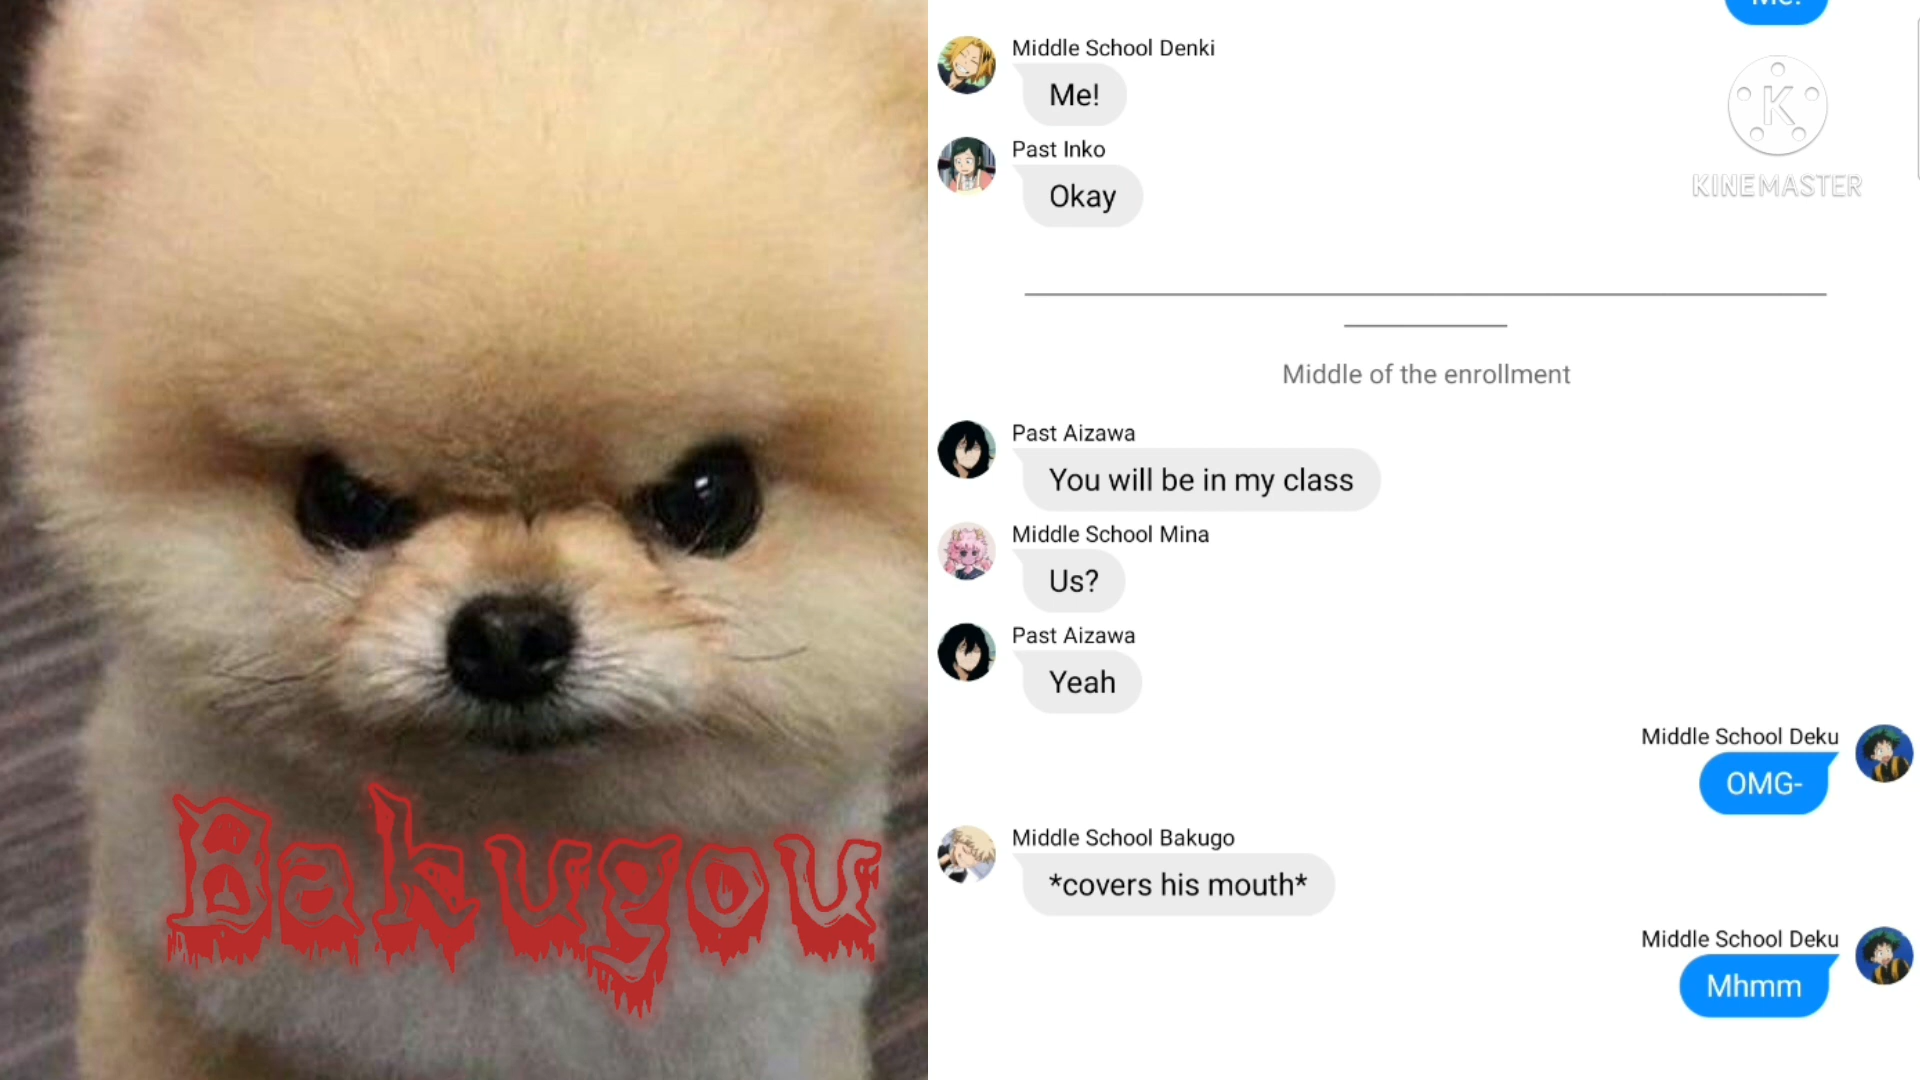 Bakugou
Me!
Middle School Denki
Me!
Past Inko
Okay
K
KINEMASTER
Middle of the enrollment
Past Aizawa
You will be in my class
Middle School Mina
Us?
Past Aizawa
Yeah
Middle School Deku
OMG-
Middle School Bakugo
*covers his mouth*
Middle School Deku
Mhmm